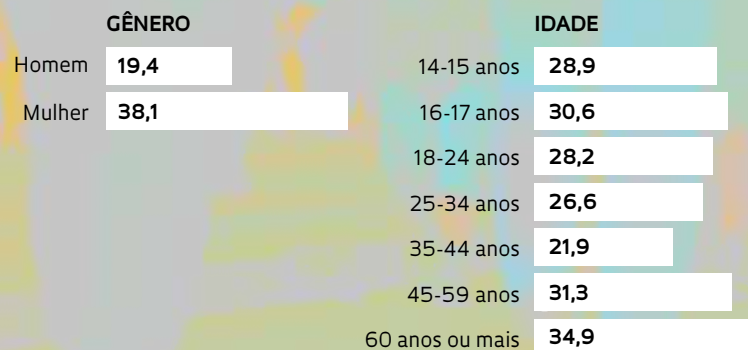 GÊNERO
Homem 19,4
Mulher 38,1
IDADE
14-15 anos 28,9
16-17 anos 30,6
18-24 anos 28,2
25-34 anos 26,6
35-44 anos 21,9
45-59 anos 31,3
60 anos ou mais 34,9